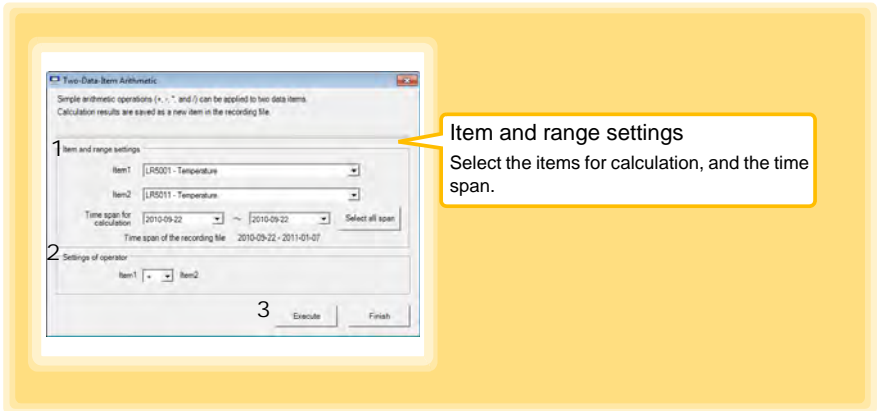 Two-Data-Item Arithmetic
Simple arithmetic operations (+, -, *, and /) can be applied to two data items.
Calculation results are saved as a new item in the recording file.
1 Item and range settings
Item1 LR5001 - Temperature
Item2 LR5011 - Temperature
Time span for calculation 2010-09-22 ~ 2010-09-22 Select all span
Time span of the recording file 2010-09-22 - 2011-01-07
2 Settings of operator
Item1 Item2
3 Execute Finish
Item and range settings
Select the items for calculation, and the time
span.